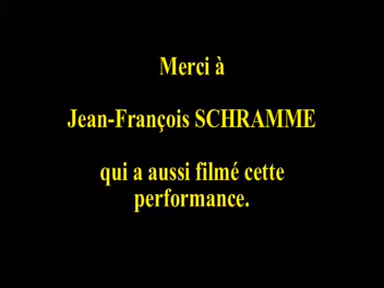 Merci à
Jean-François SCHRAMME
qui a aussi filmé cette
performance.